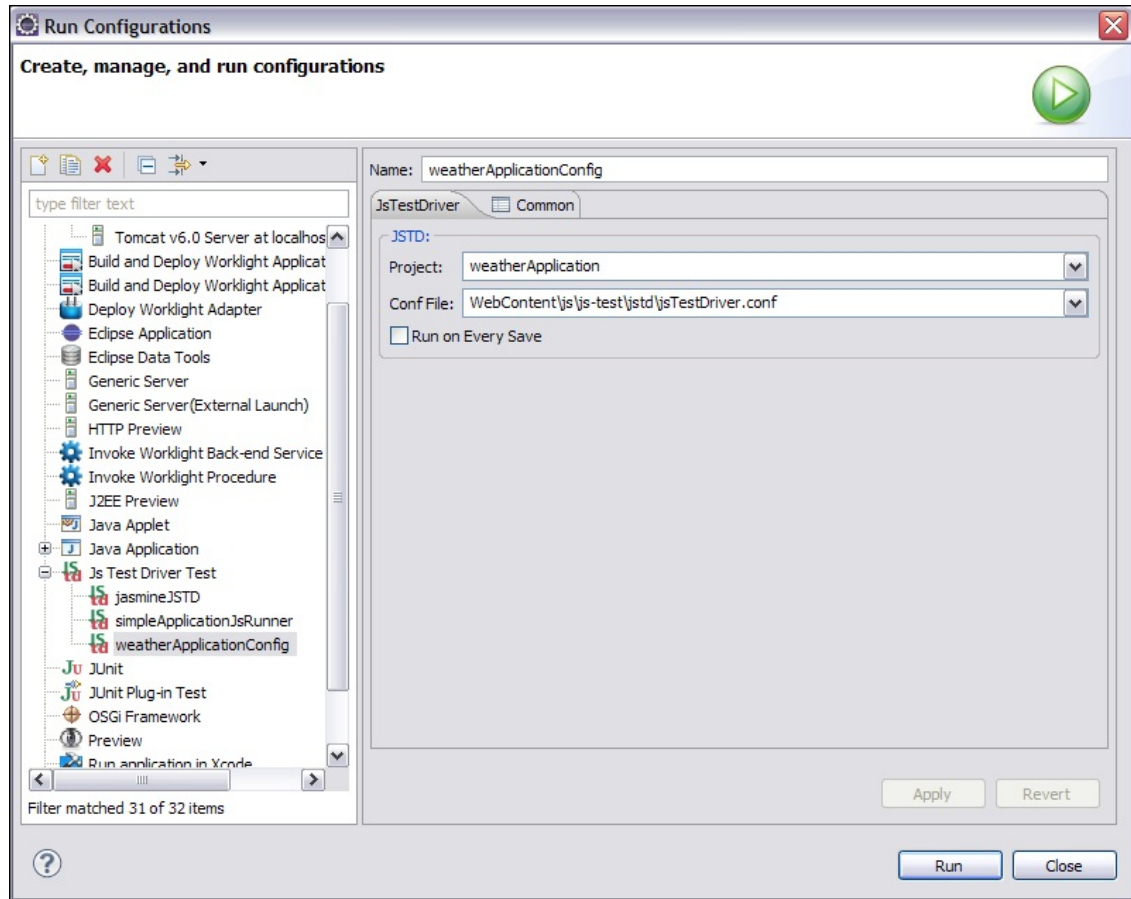 Run Configurations
Create, manage, and run configurations
type filter text
Tomcat v6.0 Server at localhos
Build and Deploy Worklight Applicat
Build and Deploy Worklight Applicat
Deploy Worklight Adapter
Eclipse Application
Eclipse Data Tools
Generic Server
Generic Server(External Launch)
HTTP Preview
Invoke Worklight Back-end Service
Invoke Worklight Procedure
J2EE Preview
Java Applet
Java Application
Js Test Driver Test
jasmineJSTD
simpleApplicationJsRunner
weatherApplicationConfig
JUnit
JUnit Plug-in Test
OSGi Framework
Preview
Run application in Xcode
Filter matched 31 of 32 items
Name: weatherApplicationConfig
JsTestDriver Common
JSTD:
Project: weatherApplication
Conf File: WebContent\js\js-test\jstd\jsTestDriver.conf
Run on Every Save
Apply Revert
Run Close